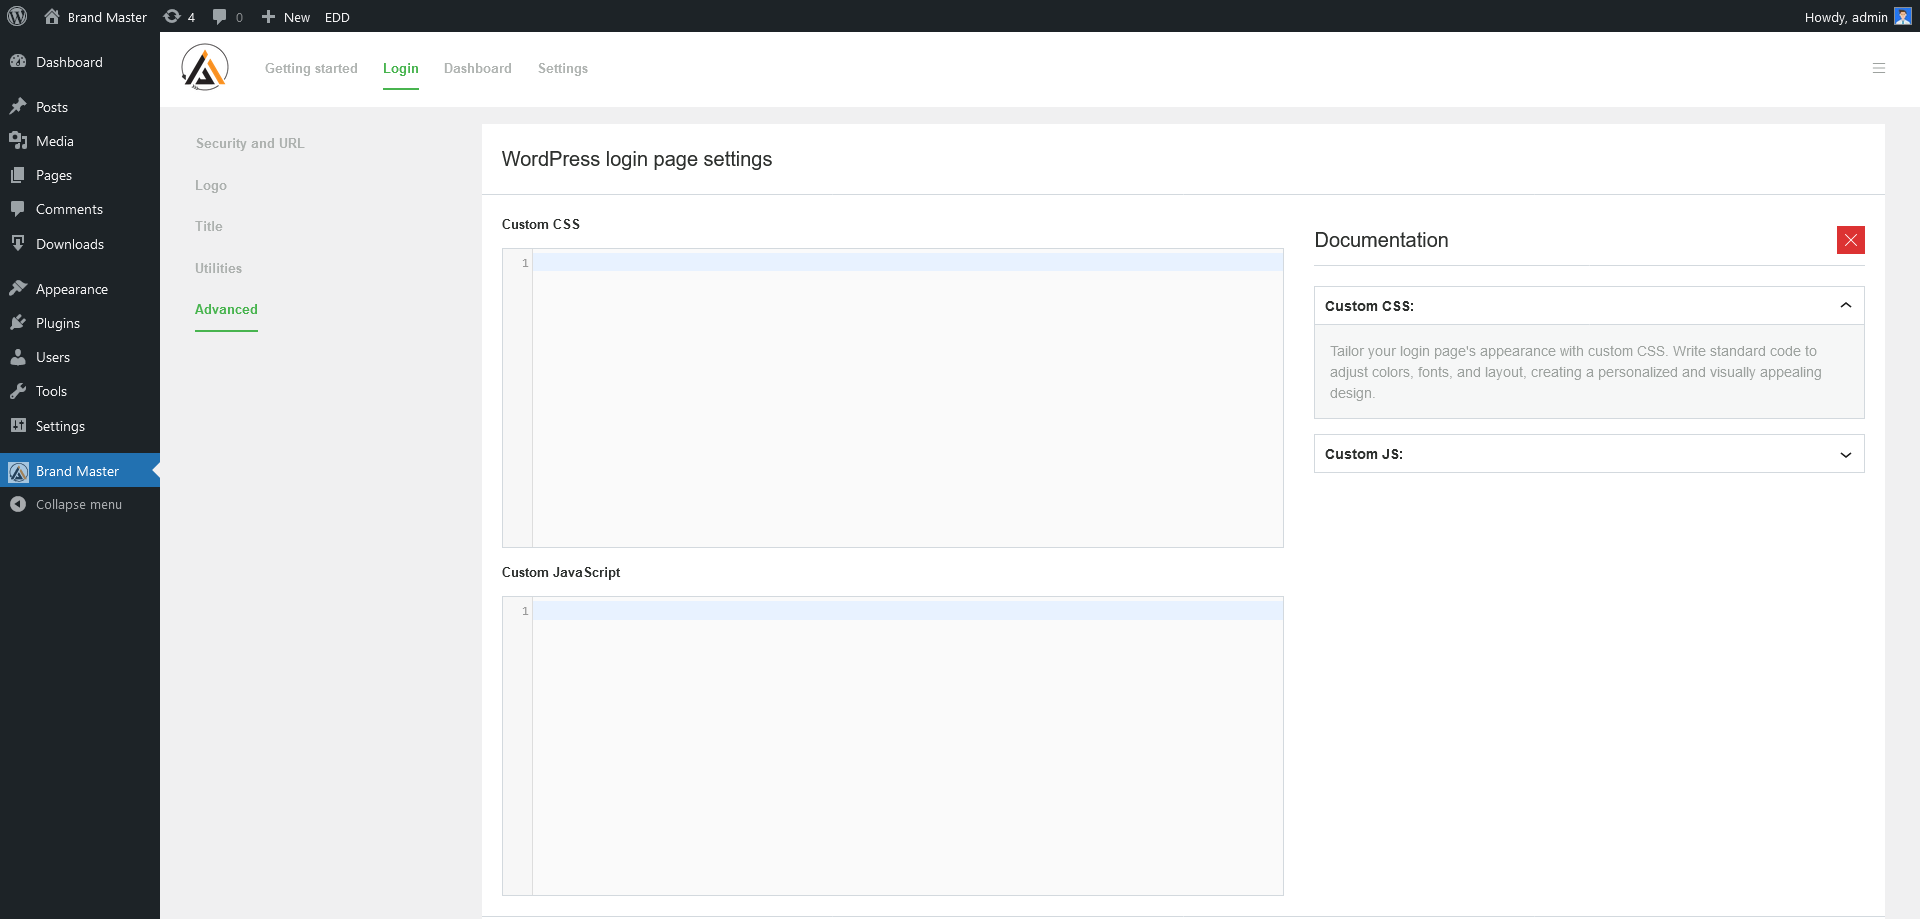 Brand Master
4
0
New
EDD
Howdy, admin
Dashboard
Posts
Media
Pages
Comments
Downloads
Appearance
Plugins
Users
Tools
Settings
Brand Master
Collapse menu
Getting started
Login
Dashboard
Settings
Security and URL
Logo
Title
Utilities
Advanced
WordPress login page settings
Custom CSS
1
Custom JavaScript
1
Documentation
Custom CSS:
Tailor your login page's appearance with custom CSS. Write standard code to
adjust colors, fonts, and layout, creating a personalized and visually appealing
design.
Custom JS: